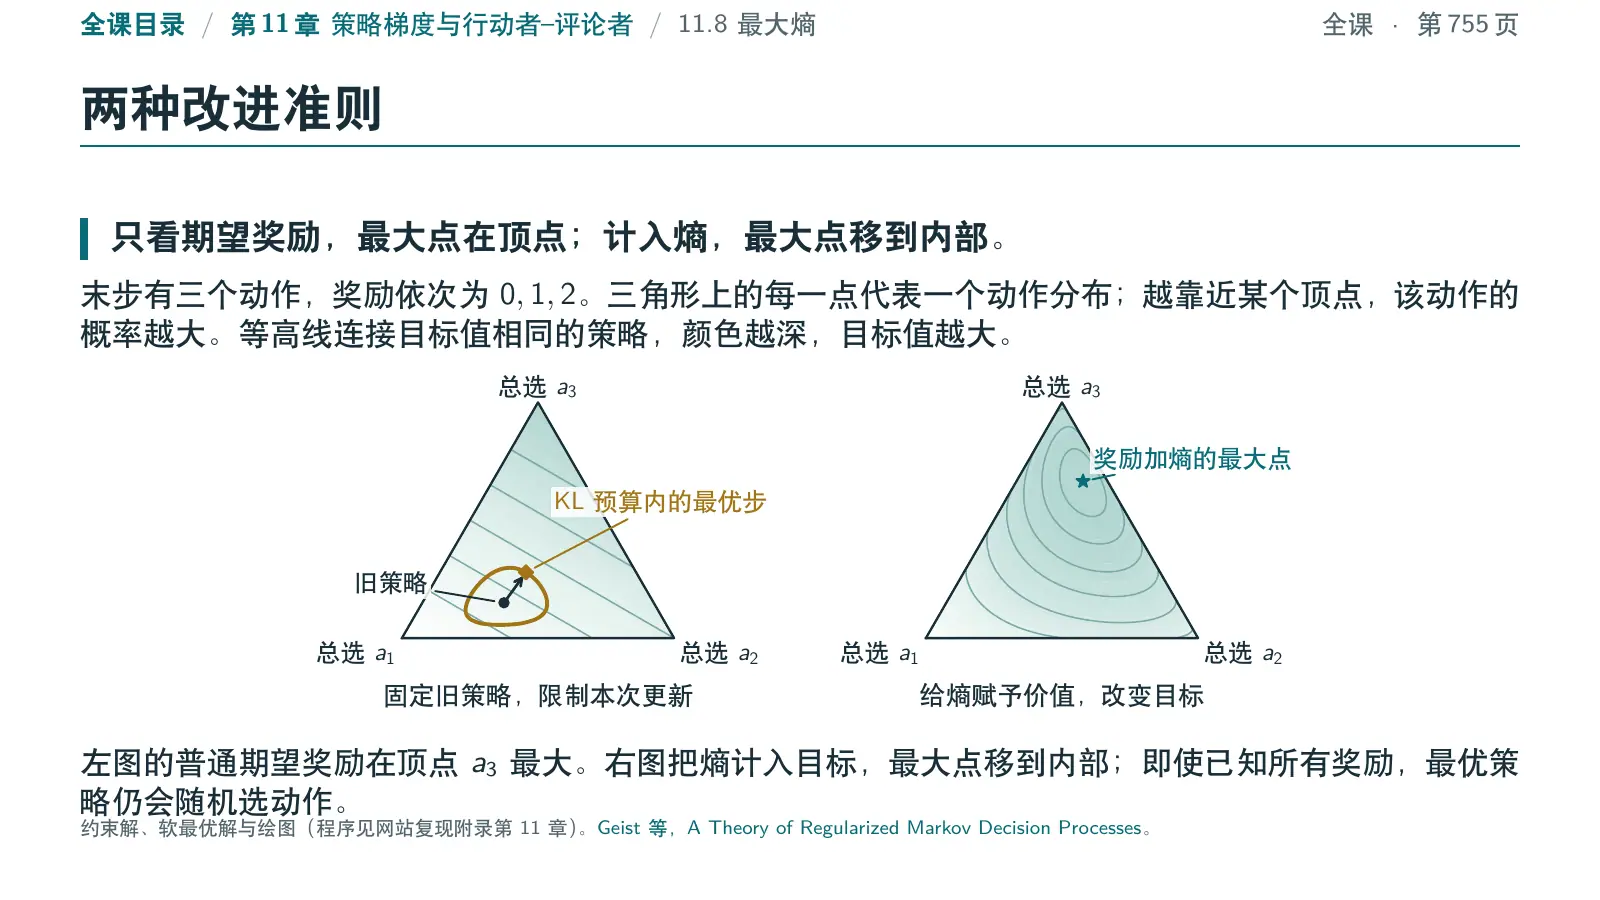 全课目录 / 第 11 章 策略梯度与行动者–评论者 / 11.8 最大熵
全课 · 第 755 页
两种改进准则
只看期望奖励，最大点在顶点；计入熵，最大点移到内部。
末步有三个动作，奖励依次为 0, 1, 2。三角形上的每一点代表一个动作分布；越靠近某个顶点，该动作的
概率越大。等高线连接目标值相同的策略，颜色越深，目标值越大。
总选 a3
KL 预算内的最优步
旧策略
总选 a1
总选 a2
固定旧策略，限制本次更新
总选 a3
奖励加熵的最大点
总选 a1
总选 a2
给熵赋予价值，改变目标
左图的普通期望奖励在顶点 a3 最大。右图把熵计入目标，最大点移到内部；即使已知所有奖励，最优策
略仍会随机选动作。
约束解、软最优解与绘图（程序见网站复现附录第 11 章）。Geist 等，A Theory of Regularized Markov Decision Processes。